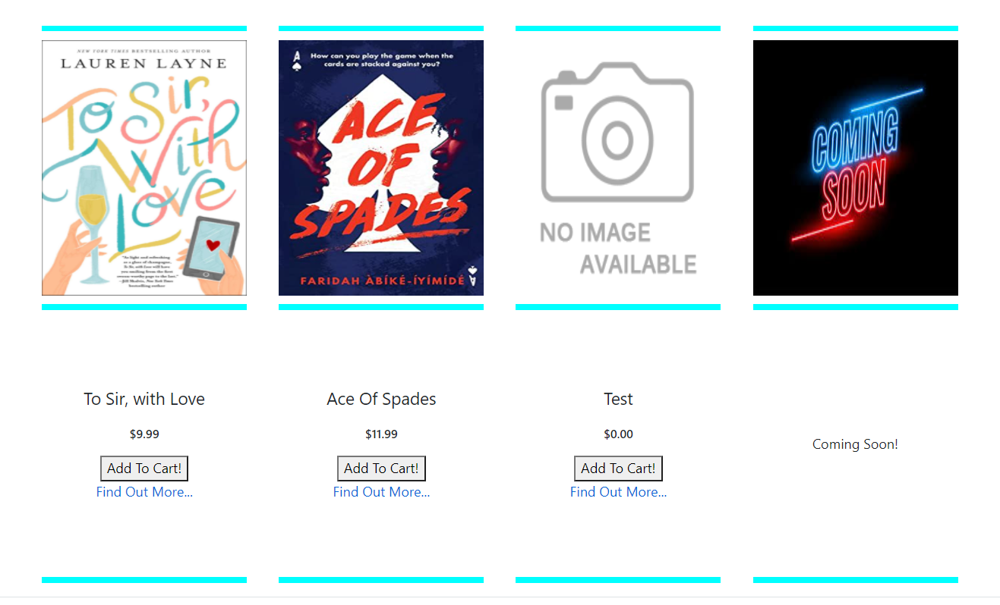 NEW YORK TIMES BESTSELLING AUTHOR
LAUREN LAYNE
To Sir,
With
Love
"As light and refreshing
as a glass of champagne,
To Sir, with Love will have
you smiling from the first
swoon-worthy page to the last."
—Jill Shalvis, New York Times
bestselling author
A
How can you play the game when the
cards are stacked against you?
ACE
OF
SPADES
FARIDAH ÀBÍKÉ-ÍYÍMÍDÉ
A
NO IMAGE
AVAILABLE
COMING
SOON
To Sir, with Love
$9.99
Add To Cart!
Find Out More...
Ace Of Spades
$11.99
Add To Cart!
Find Out More...
Test
$0.00
Add To Cart!
Find Out More...
Coming Soon!